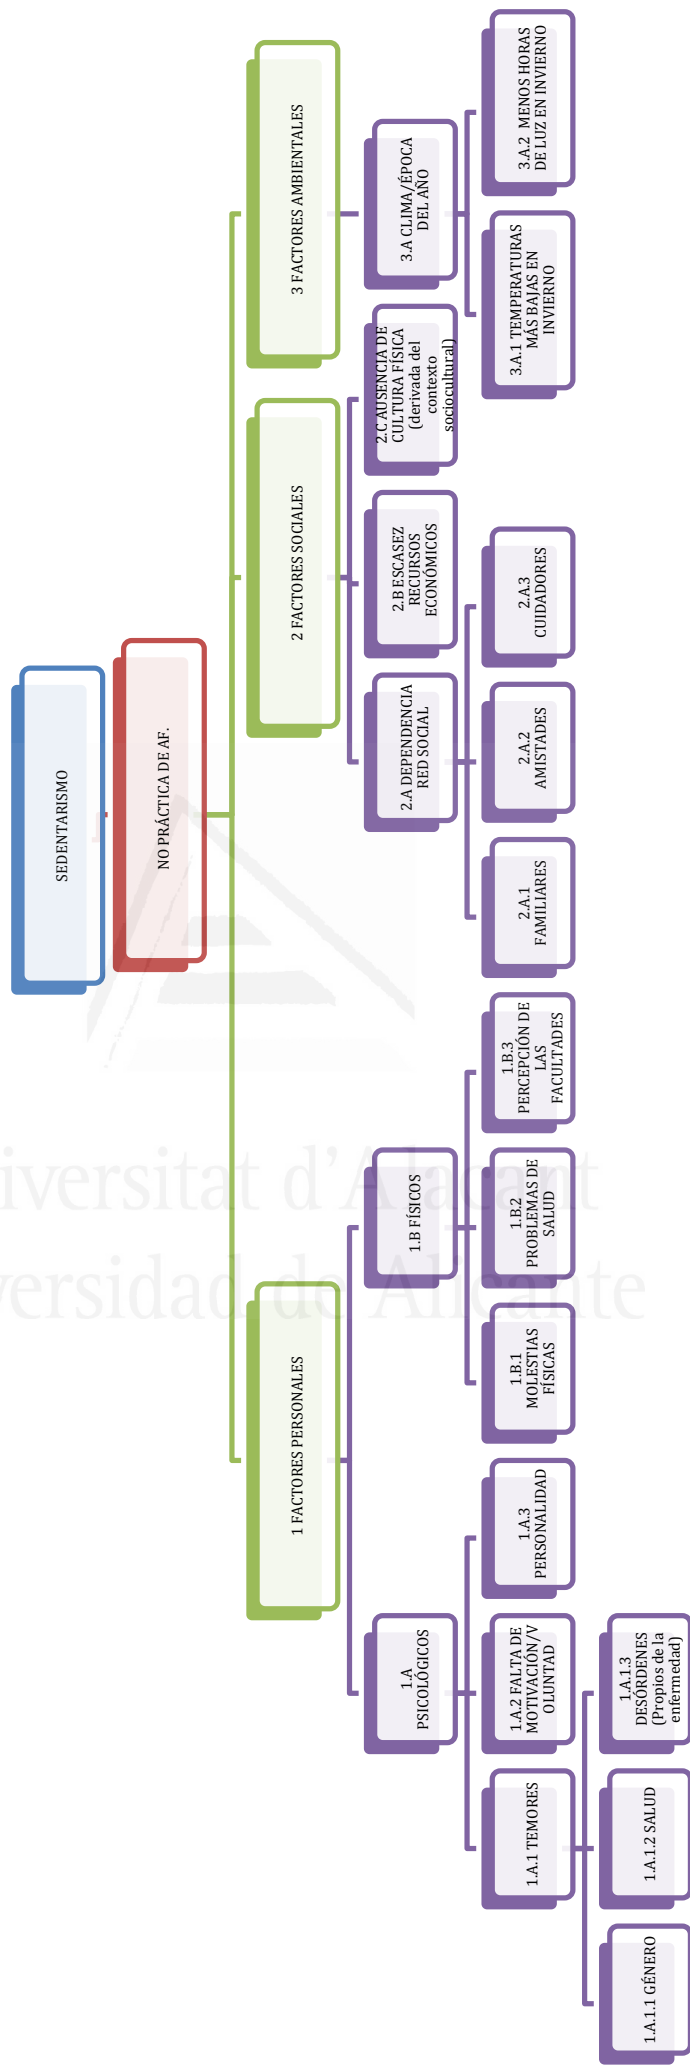 SEDENTARISMO
NO PRÁCTICA DE AF.
1 FACTORES PERSONALES
2 FACTORES SOCIALES
3 FACTORES AMBIENTALES
1.A
PSICOLÓGICOS
1.B FÍSICOS
2.A DEPENDENCIA
RED SOCIAL
2.B ESCASEZ
RECURSOS
ECONÓMICOS
2.C AUSENCIA DE
CULTURA FÍSICA
(derivada del
contexto
sociocultural)
3.A CLIMA/ÉPOCA
DEL AÑO
1.A.1 TEMORES
1.A.2 FALTA DE
MOTIVACIÓN/V
OLUNTAD
1.A.3
PERSONALIDAD
1.B.1
MOLESTIAS
FÍSICAS
1.B.2
PROBLEMAS DE
SALUD
1.B.3
PERCEPCIÓN DE
LAS
FACULTADES
2.A.1
FAMILIARES
2.A.2
AMISTADES
2.A.3
CUIDADORES
3.A.1 TEMPERATURAS
MÁS BAJAS EN
INVIERNO
3.A.2 MENOS HORAS
DE LUZ EN INVIERNO
1.A.1.1 GÉNERO
1.A.1.2 SALUD
1.A.1.3
DESÓRDENES
(Propios de la
enfermedad)
iversitat d'Alacant
versidad de Alicante